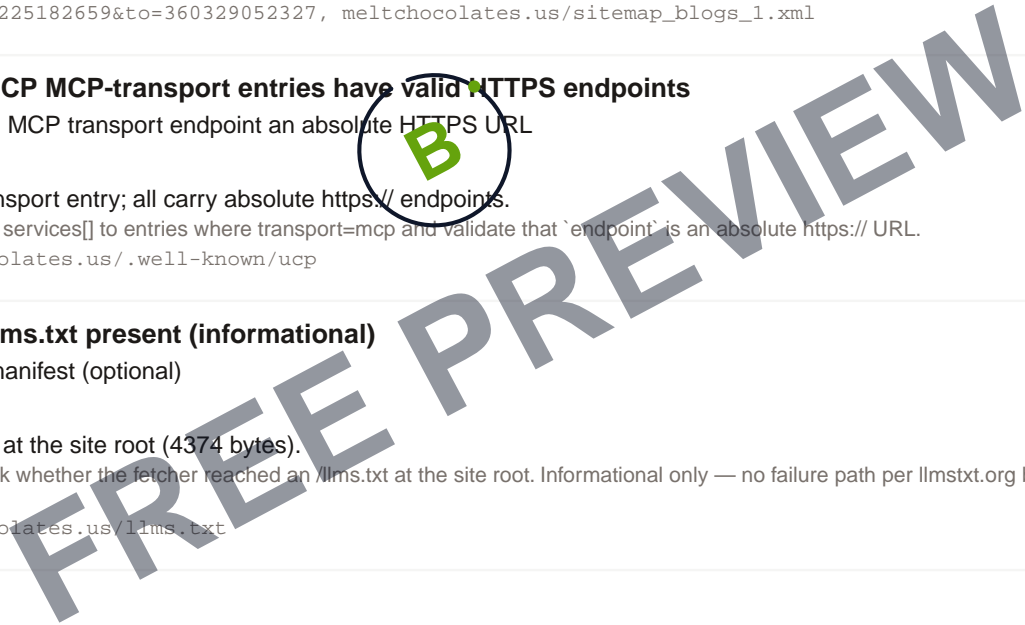 225182659&to=360329052327, meltchocolates.us/sitemap_blogs_1.xml
CP MCP-transport entries have valid HTTPS endpoints
MCP transport endpoint an absolute HTTPS URL
B
nsport entry; all carry absolute https:// endpoints.
services[] to entries where transport=mcp and validate that `endpoint` is an absolute https:// URL.
olates.us/.well-known/ucp
ms.txt present (informational)
nanifest (optional)
at the site root (4374 bytes).
k whether the fetcher reached an /llms.txt at the site root. Informational only — no failure path per llmstxt.org
olates.us/llms.txt
FREE PREVIEW